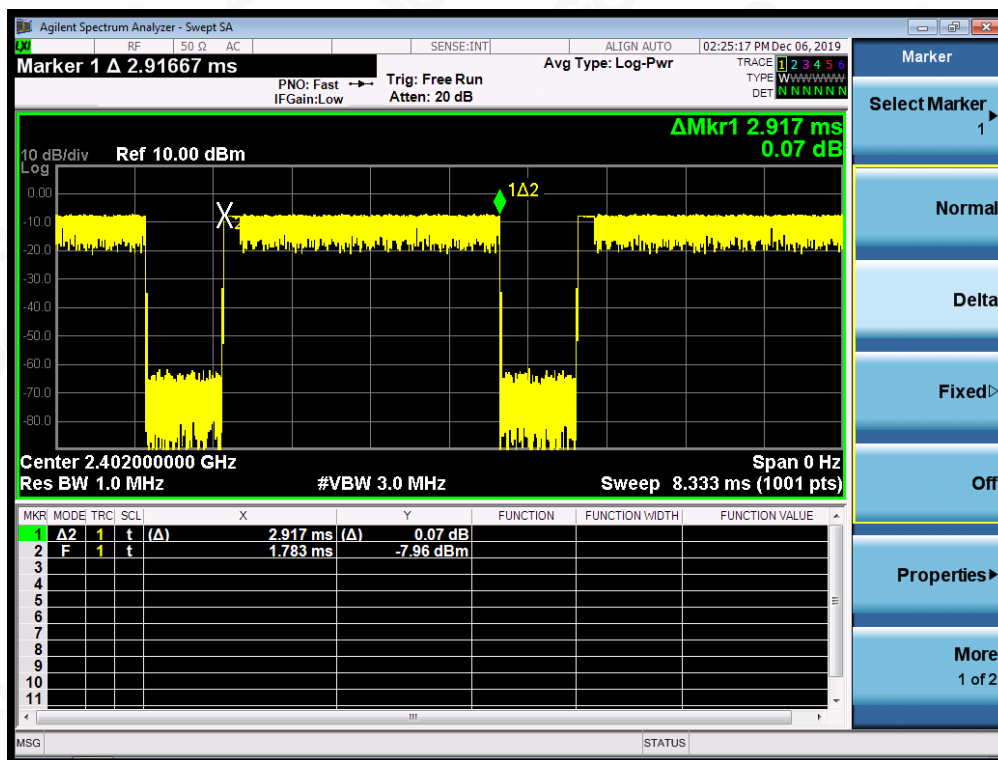 Agilent Spectrum Analyzer - Swept SA
LXI RF 50 Ω AC SENSE:INT ALIGN AUTO 02:25:17 PM Dec 06, 2019
Marker 1 Δ 2.91667 ms
PNO: Fast
IFGain:Low
Trig: Free Run
Atten: 20 dB
Avg Type: Log-Pwr
TRACE 1 2 3 4 5 6
TYPE WWWWWWW
DET N N N N N N
Marker
Select Marker
1
Normal
Delta
Fixed
Off
Properties
More
1 of 2
ΔMkr1 2.917 ms
0.07 dB
10 dB/div Ref 10.00 dBm
Log
0.00
-10.0
-20.0
-30.0
-40.0
-50.0
-60.0
-70.0
-80.0
1Δ2
2
Center 2.402000000 GHz Span 0 Hz
Res BW 1.0 MHz #VBW 3.0 MHz Sweep 8.333 ms (1001 pts)
MKR MODE TRC SCL X Y FUNCTION FUNCTION WIDTH FUNCTION VALUE
1 Δ2 1 t (Δ) 2.917 ms (Δ) 0.07 dB
2 F 1 t 1.783 ms -7.96 dBm
3
4
5
6
7
8
9
10
11
MSG STATUS